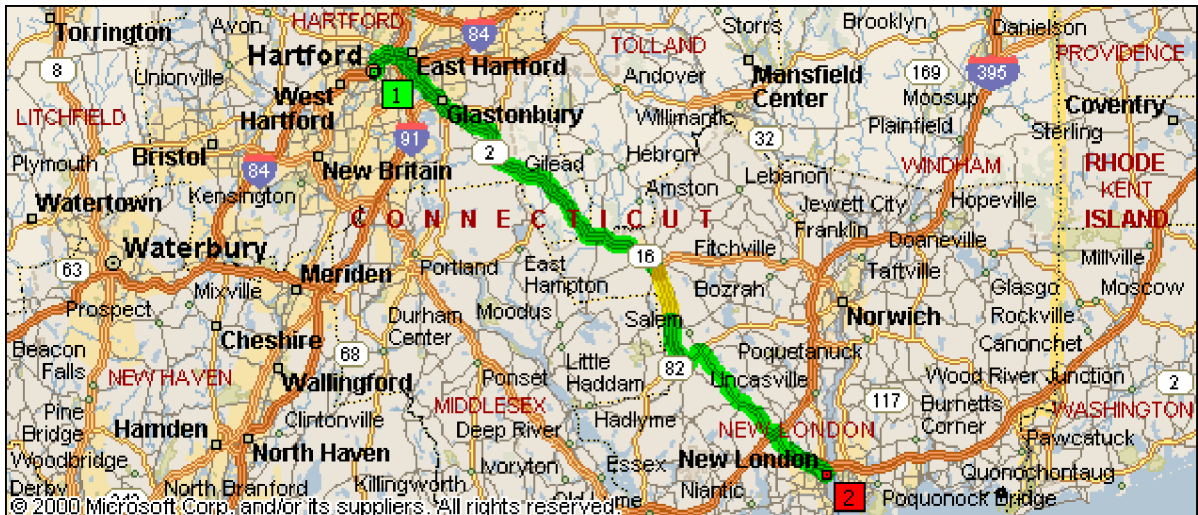 Torrington
Avon
HARTFORD
84
Storrs
Brooklyn
Danielson
Hartford
TOLLAND
PROVIDENCE
8
Unionville
East Hartford
Andover
Mansfield
Center
169
395
Moosup
Coventry
West
Hartford
1
Glastonbury
Willimantic
LITCHFIELD
91
32
Plainfield
Sterling
Plymouth
Bristol
84
New Britain
2
Gilead
Hebron
Lebanon
WINDHAM
RHODE
KENT
Kensington
Amston
Jewett City
Hopeville
Watertown
CONNECTICUT
Franklin
ISLAND
Waterbury
16
Fitchville
Doaneville
Millville
63
Meriden
Portland
East
Hampton
Taftville
Mixville
Bozrah
Glasgo
Moscow
Prospect
Durham
Center
Moodus
Salem
Norwich
Rockville
Cheshire
Beacon
Falls
68
Little
Haddam
Poquetanuck
Canonchet
NEW HAVEN
Wallingford
Ponset
82
Uncasville
Wood River Junction
2
Pine
Bridge
Clintonville
MIDDLESEX
Hadlyme
117
Burnetts
Corner
WASHINGTON
Hamden
Deep River
NEW LONDON
Pawcatuck
Woodbridge
North Haven
Ivoryton
Essex
New London
Quonochontaug
Derby
North Branford
Killingworth
Old Lyme
Niantic
2
Poquonock Bridge
© 2000 Microsoft Corp. and/or its suppliers. All rights reserved.